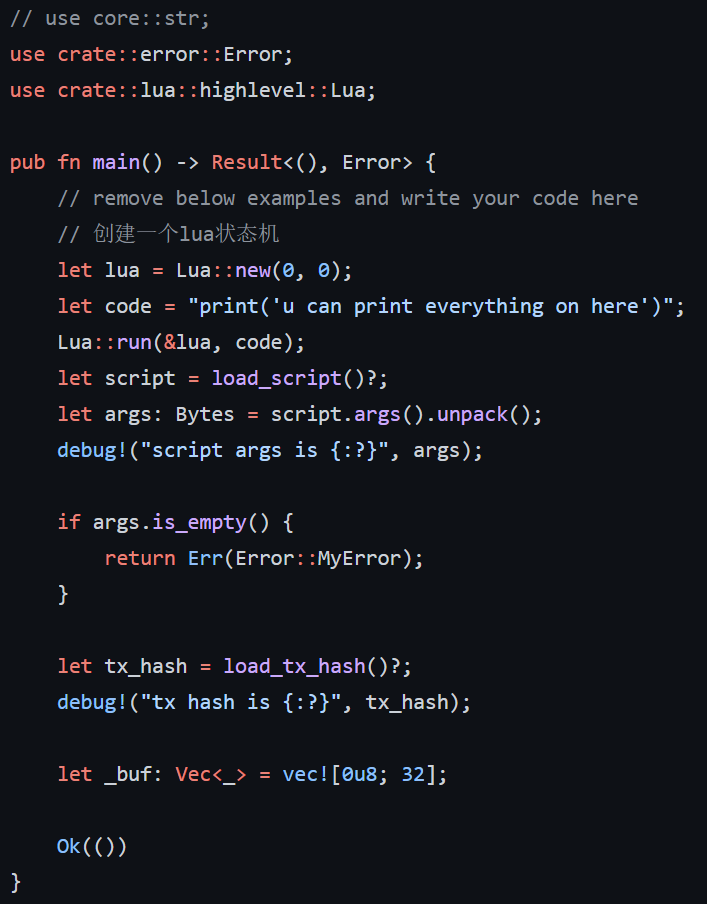 // use core::str;
use crate::error::Error;
use crate::lua::highlevel::Lua;

pub fn main() -> Result<(), Error> {
    // remove below examples and write your code here
    // 创建一个lua状态机
    let lua = Lua::new(0, 0);
    let code = "print('u can print everything on here')";
    Lua::run(&lua, code);
    let script = load_script()?;
    let args: Bytes = script.args().unpack();
    debug!("script args is {:?}", args);

    if args.is_empty() {
        return Err(Error::MyError);
    }

    let tx_hash = load_tx_hash()?;
    debug!("tx hash is {:?}", tx_hash);

    let _buf: Vec<_> = vec![0u8; 32];

    Ok(())
}